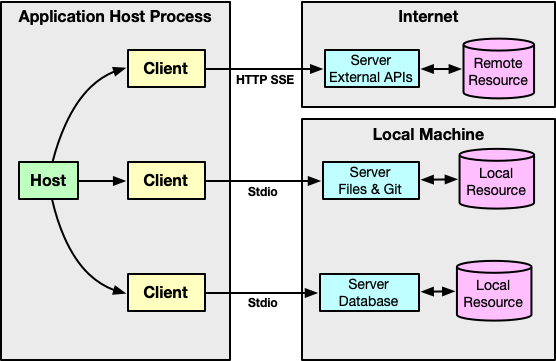 Application Host Process
Internet
Client
HTTP SSE
Server
External APIs
Remote
Resource
Local Machine
Host
Client
Stdio
Server
Files & Git
Local
Resource
Client
Stdio
Server
Database
Local
Resource